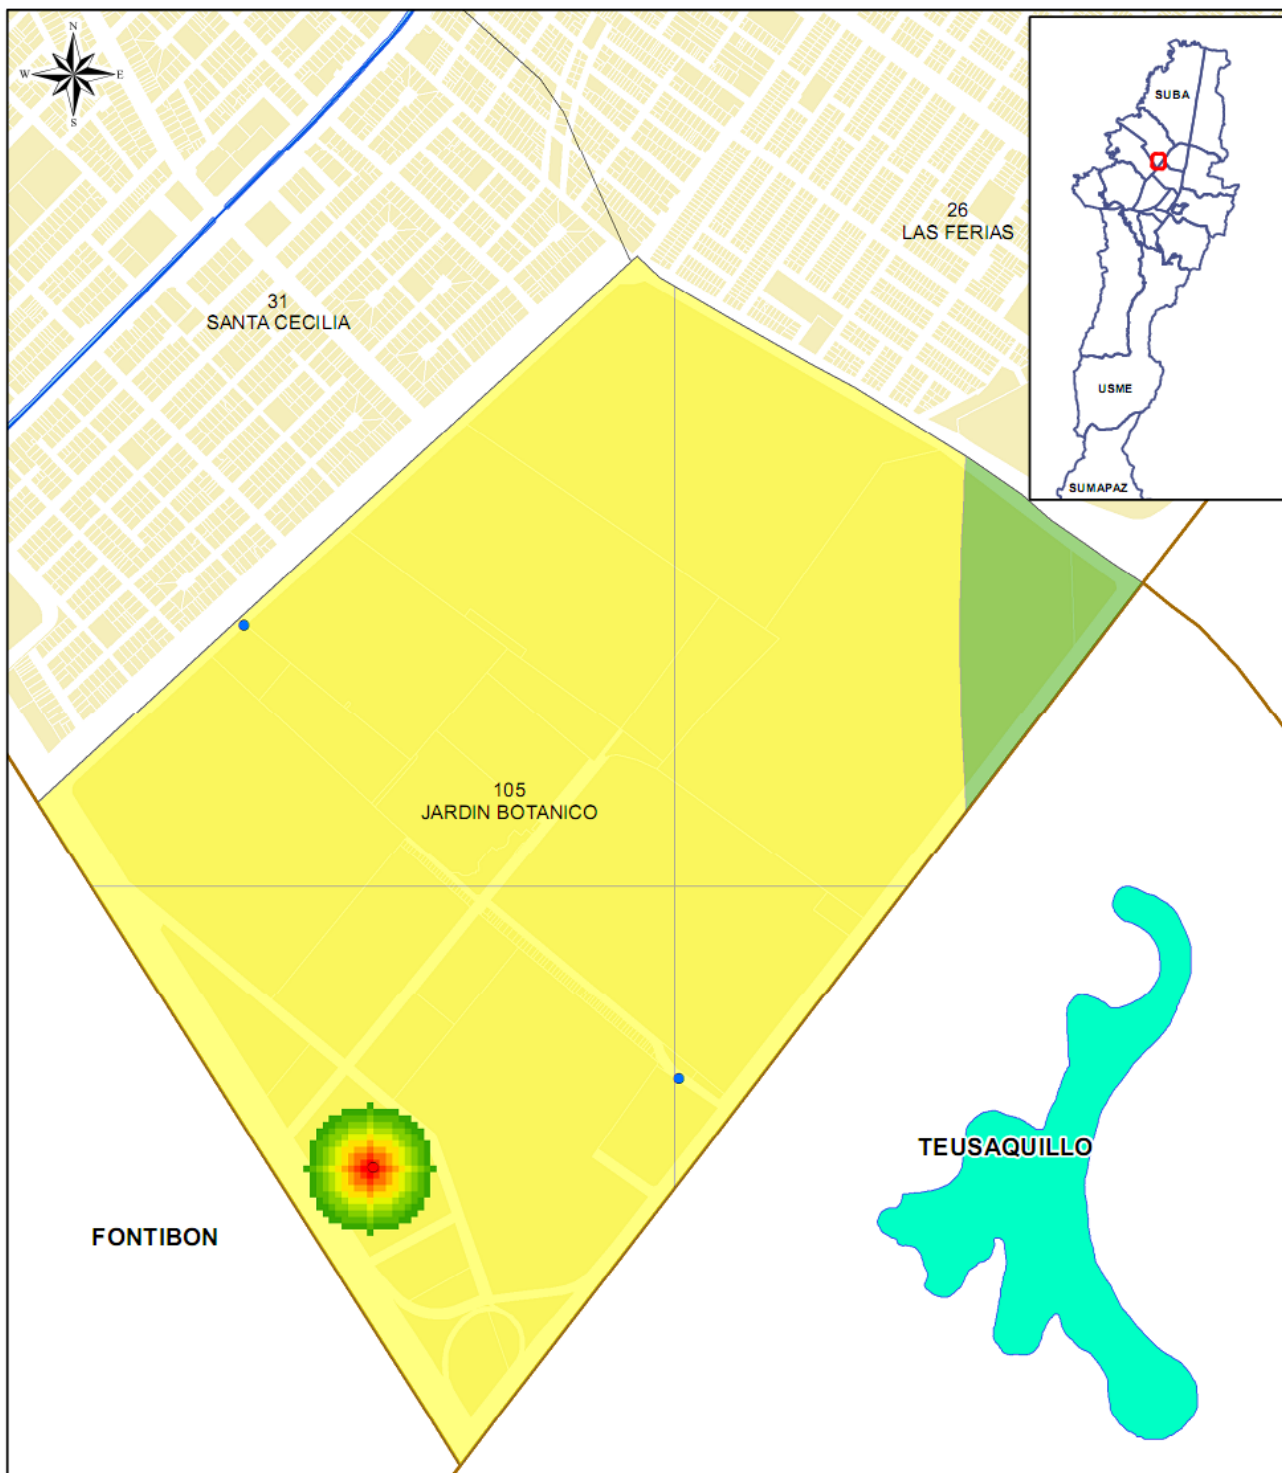 N
W
E
S
SUBA
26
LAS FERIAS
31
SANTA CECILIA
USME
SUMAPAZ
105
JARDIN BOTANICO
TEUSAQUILLO
FONTIBON